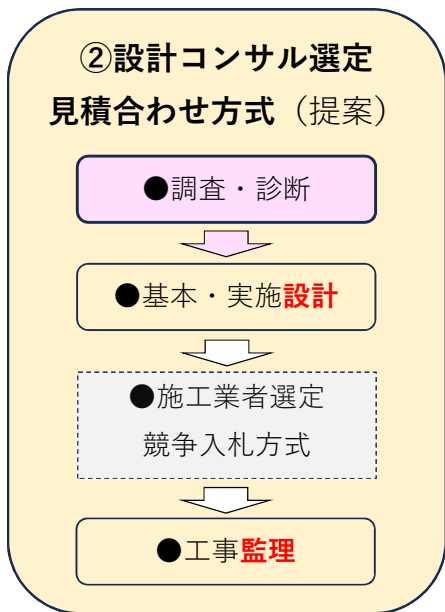 ②設計コンサル選定
見積合わせ方式（提案）
●調査・診断
●基本・実施設計
●施工業者選定
競争入札方式
●工事監理